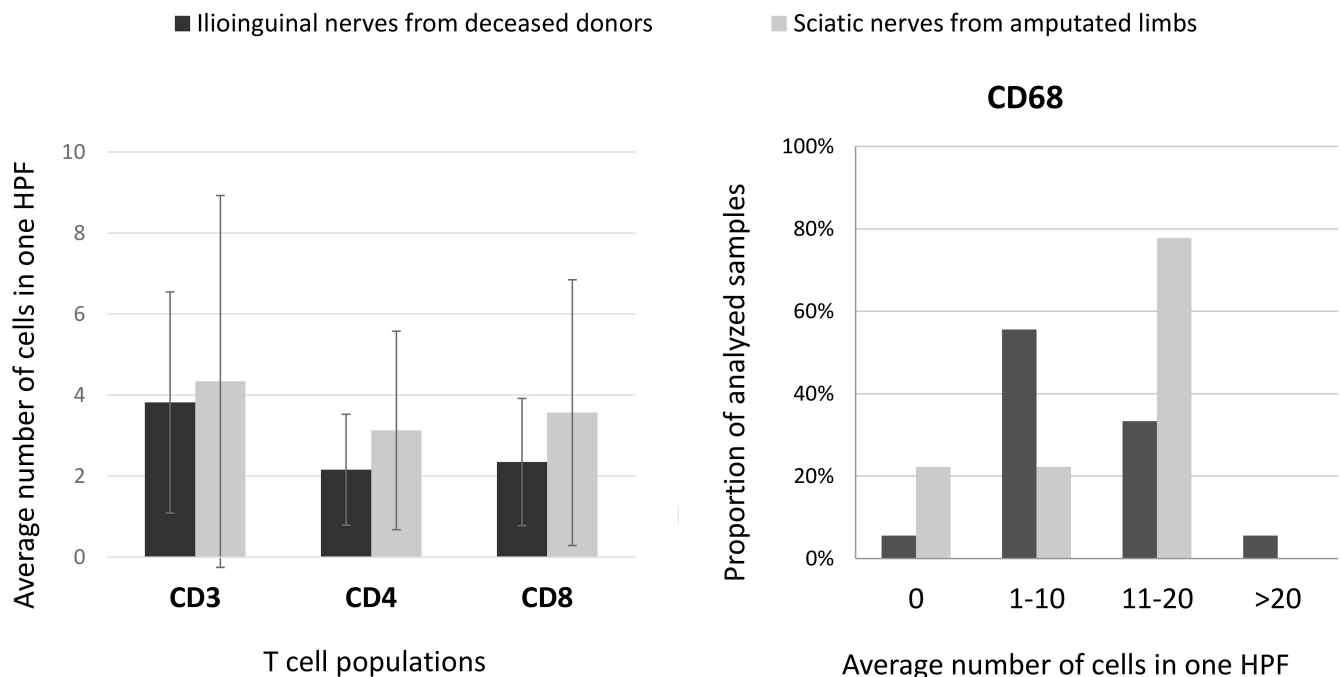 Ilioinguinal nerves from deceased donors
Sciatic nerves from amputated limbs
Average number of cells in one HPF
10
8
6
4
2
0
CD3 CD4 CD8
T cell populations
CD68
Proportion of analyzed samples
100%
80%
60%
40%
20%
0%
0 1-10 11-20 >20
Average number of cells in one HPF